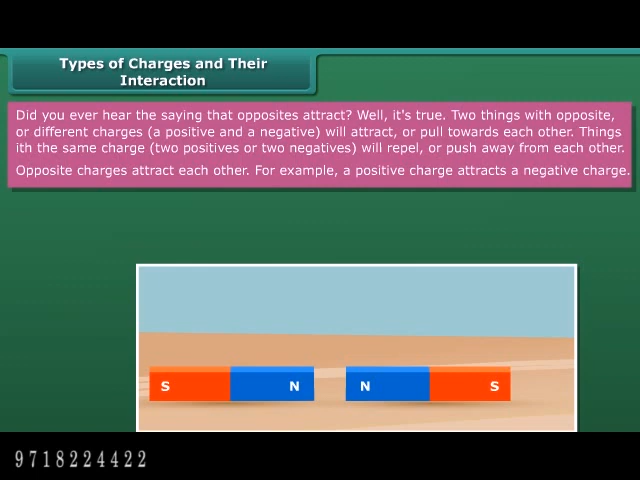 Types of Charges and Their
Interaction
Did you ever hear the saying that opposites attract? Well, it's true. Two things with opposite,
or different charges (a positive and a negative) will attract, or pull towards each other. Things
ith the same charge (two positives or two negatives) will repel, or push away from each other.
Opposite charges attract each other. For example, a positive charge attracts a negative charge.
S N N S
9718224422